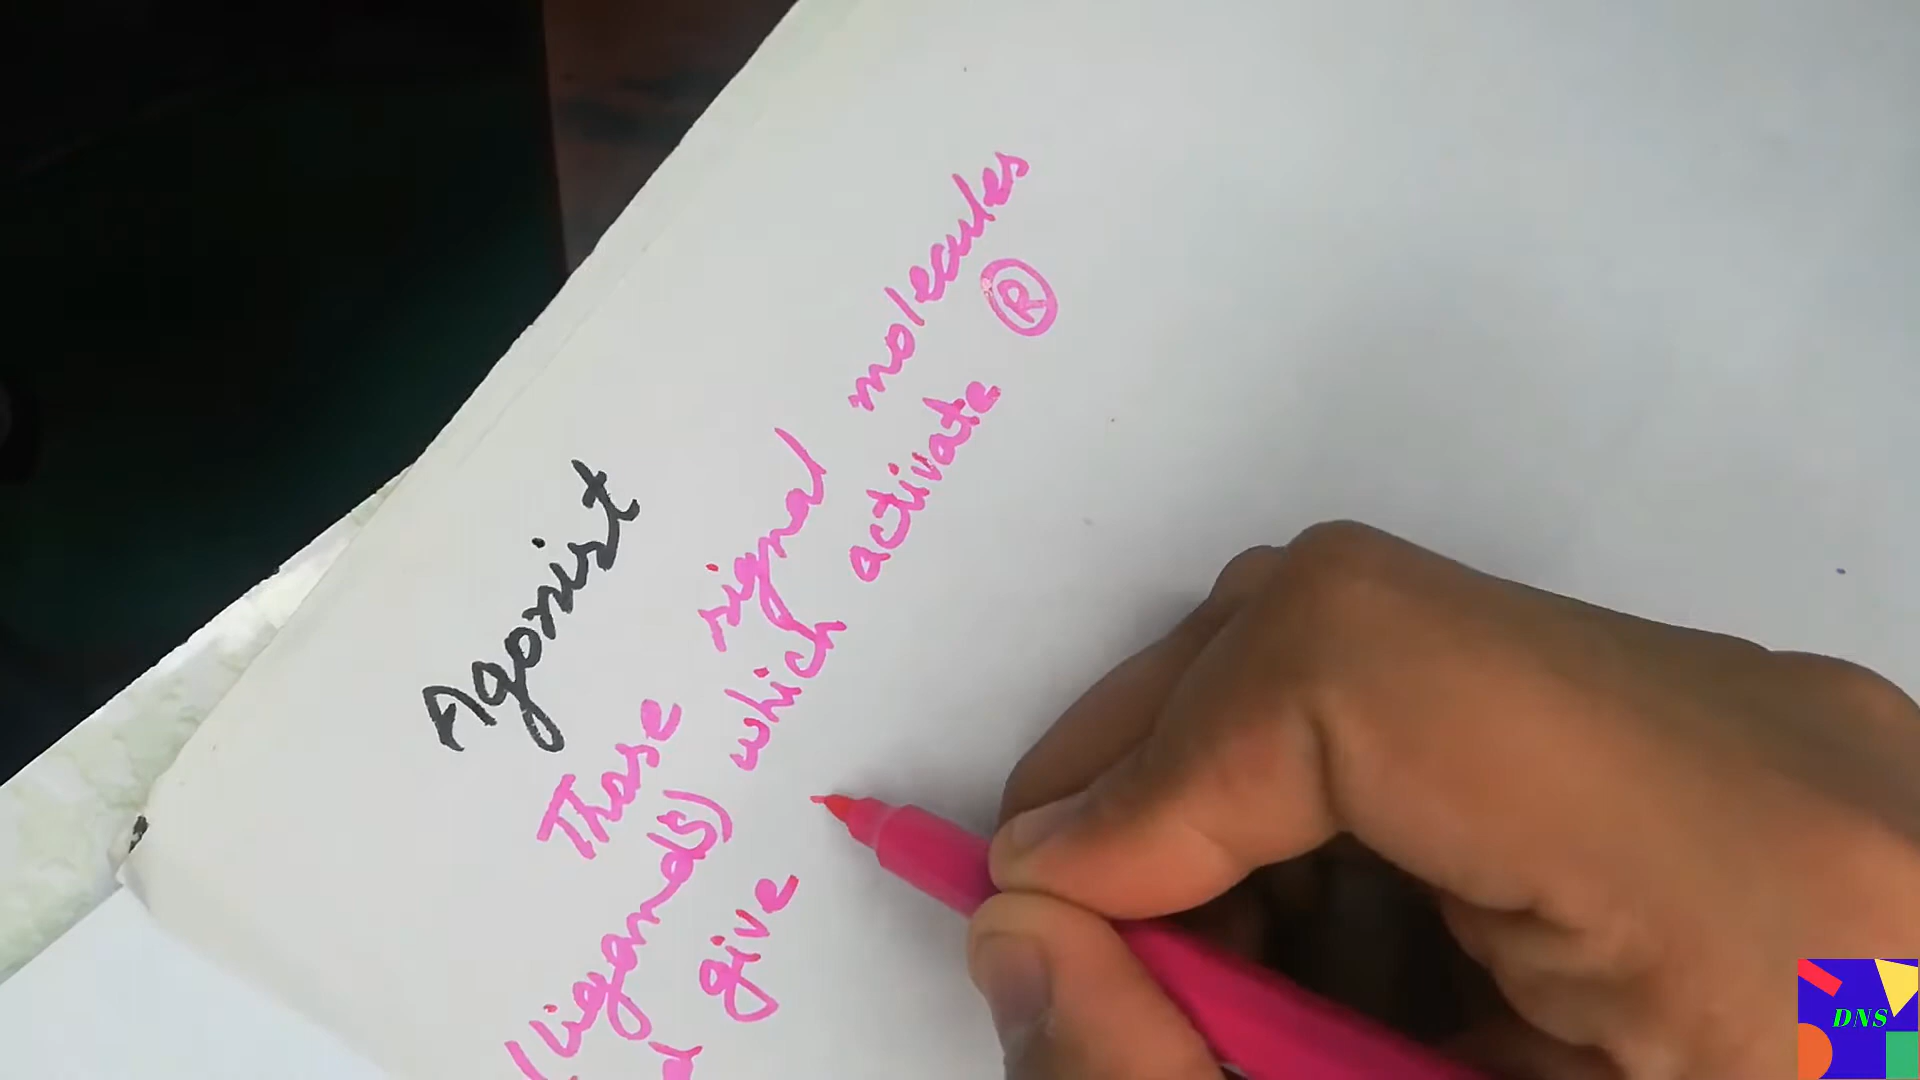 Agonist
Those signal molecules
(ligands) which activate Ⓡ
give
DNS